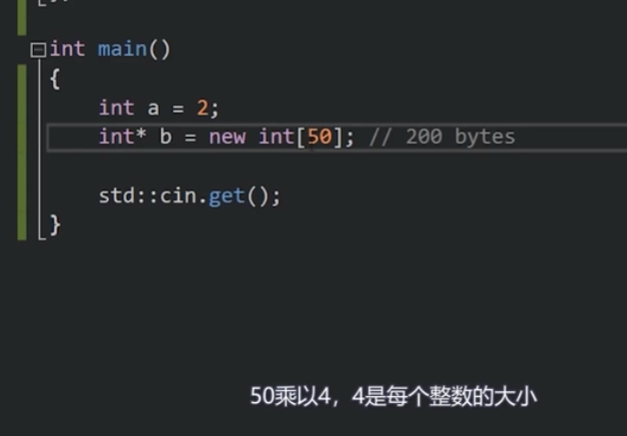 int main()
{
int a = 2;
int* b = new int[50]; // 200 bytes
std::cin.get();
}
50乘以4，4是每个整数的大小